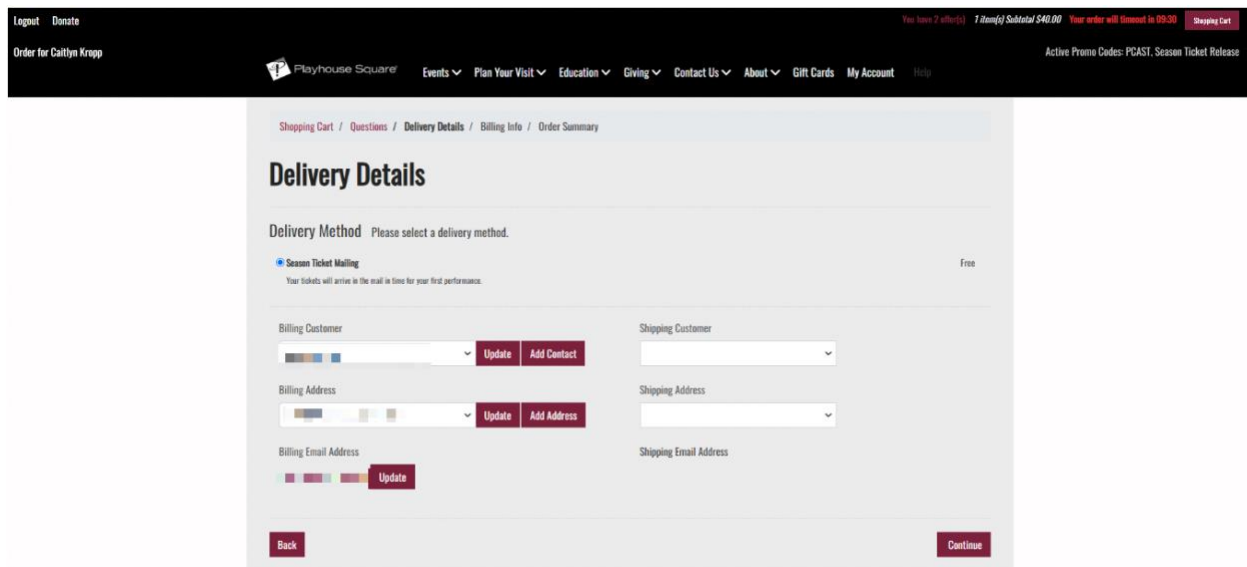 Logout Donate
You have 2 offer(s) 1 item(s) Subtotal $40.00 Your order will timeout in 09:30 Shopping Cart
Order for Caitlyn Kropp
Active Promo Codes: PCAST, Season Ticket Release
Playhouse Square Events Plan Your Visit Education Giving Contact Us About Gift Cards My Account Help
Shopping Cart / Questions / Delivery Details / Billing Info / Order Summary
Delivery Details
Delivery Method Please select a delivery method.
Season Ticket Mailing Free
Your tickets will arrive in the mail in time for your first performance.
Billing Customer Shipping Customer
Update Add Contact
Billing Address Shipping Address
Update Add Address
Billing Email Address Shipping Email Address
Update
Back Continue